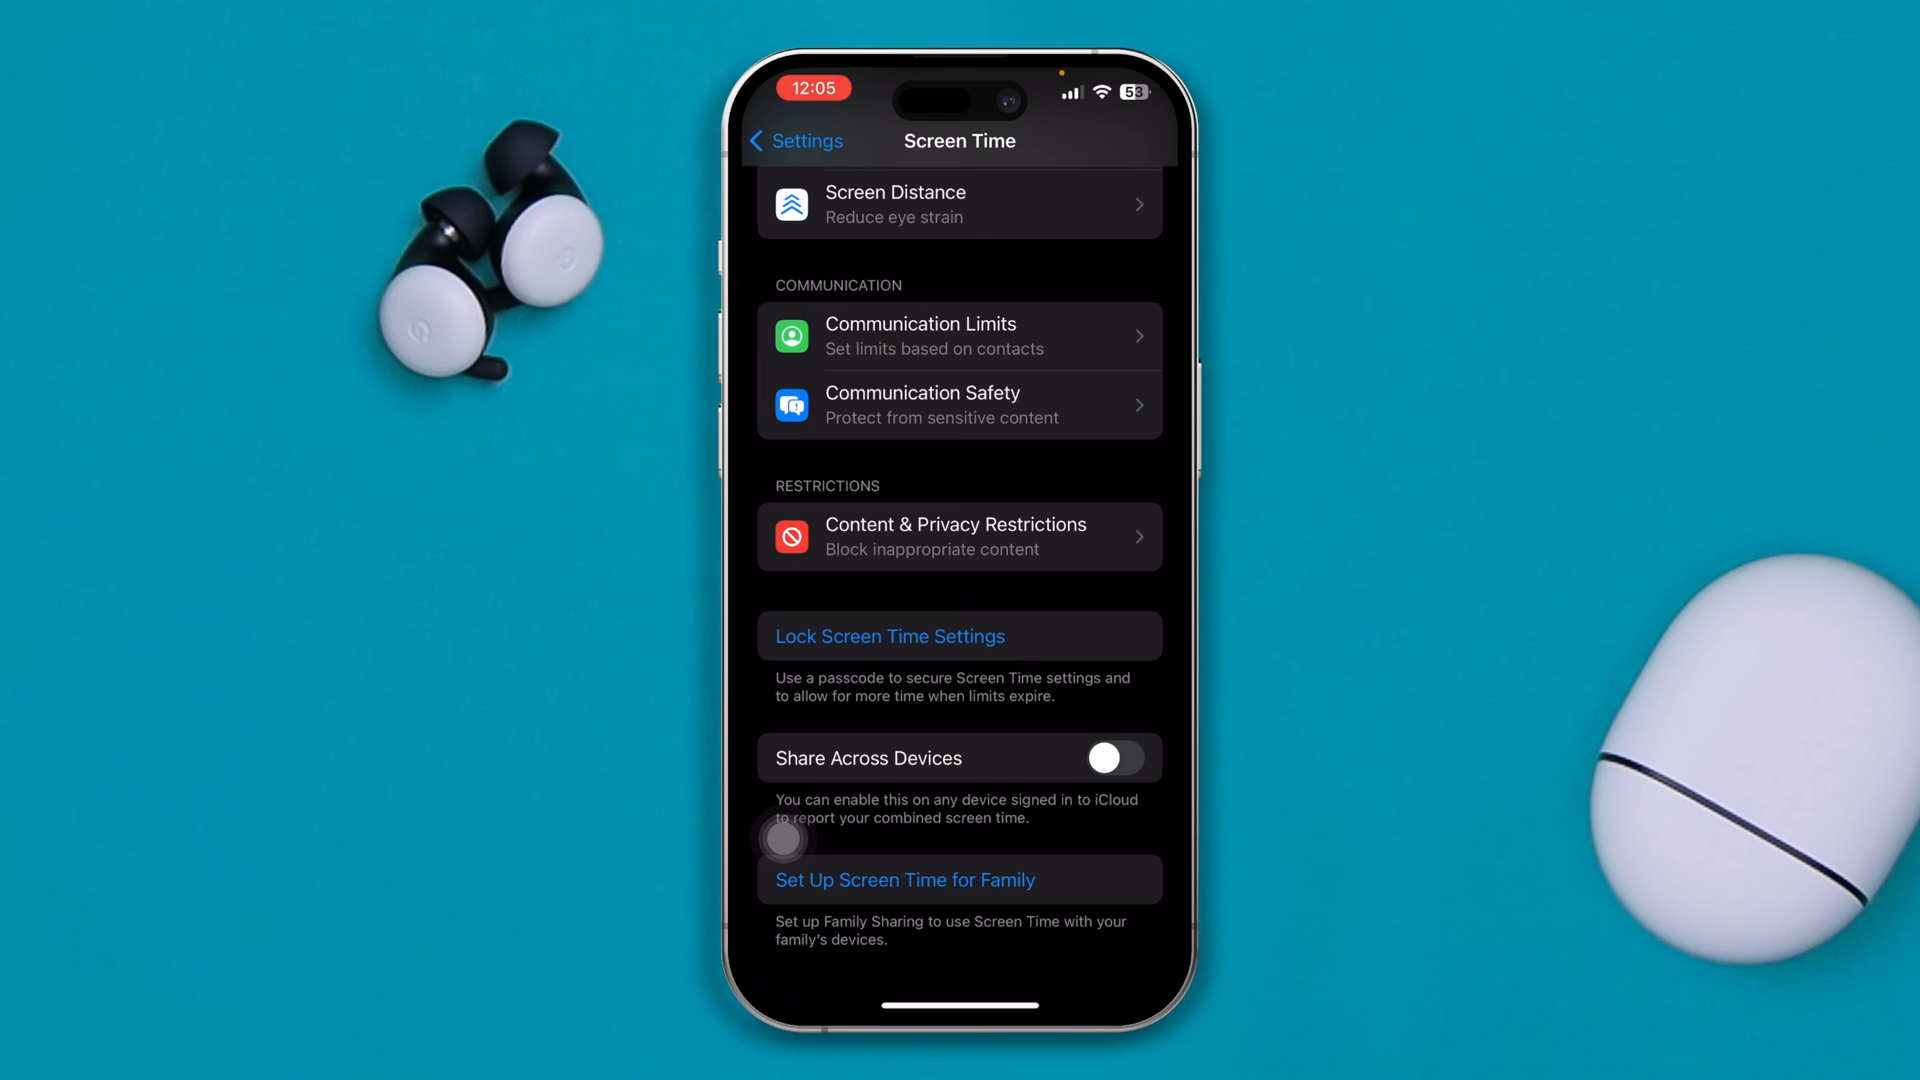 12:05
53
Settings
Screen Time
Screen Distance
Reduce eye strain
COMMUNICATION
Communication Limits
Set limits based on contacts
Communication Safety
Protect from sensitive content
RESTRICTIONS
Content & Privacy Restrictions
Block inappropriate content
Lock Screen Time Settings
Use a passcode to secure Screen Time settings and
to allow for more time when limits expire.
Share Across Devices
You can enable this on any device signed in to iCloud
to report your combined screen time.
Set Up Screen Time for Family
Set up Family Sharing to use Screen Time with your
family's devices.